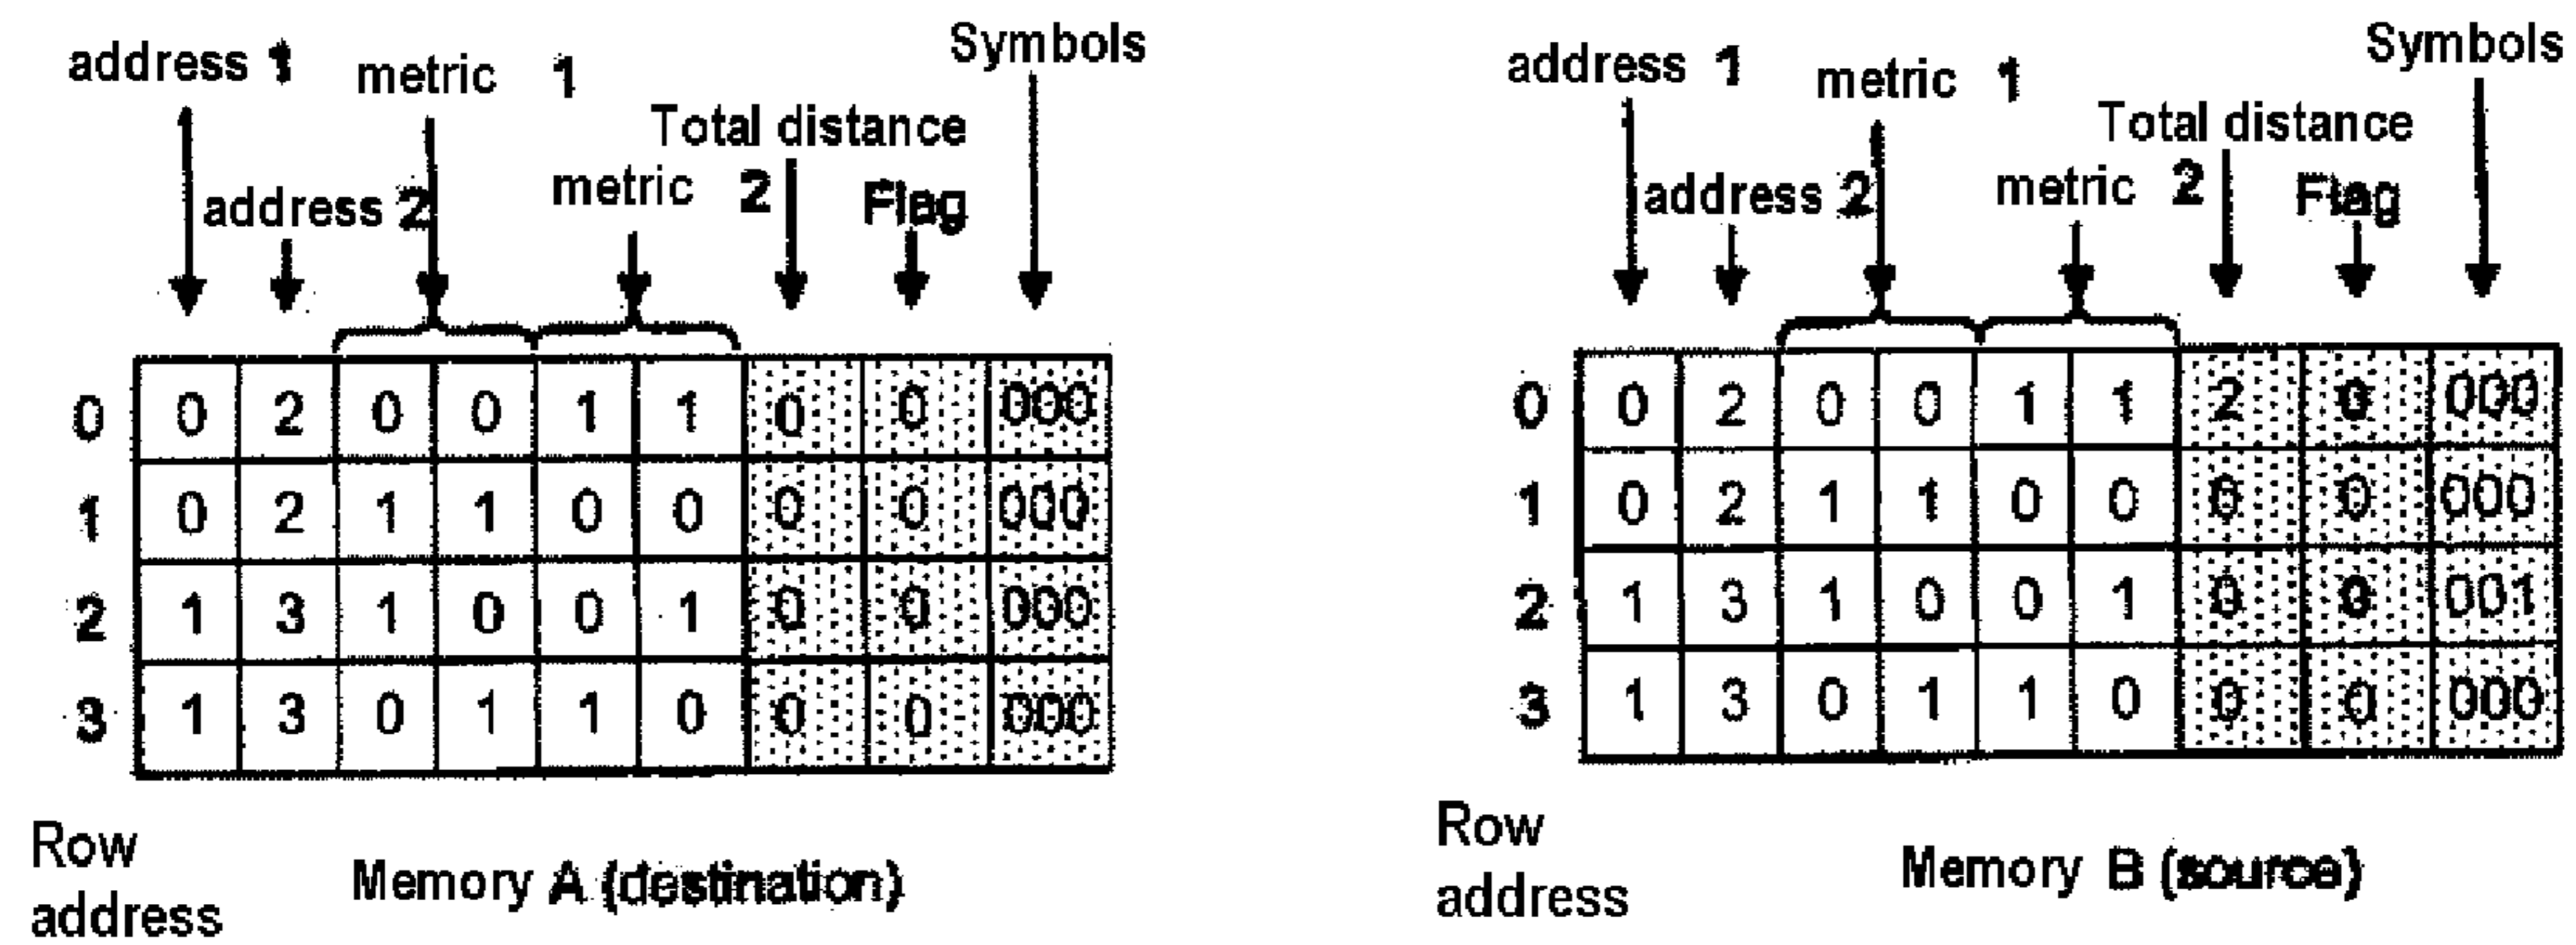 address 1
metric 1
Symbols
Total distance
address 2
metric 2
Flag
0 0 2 0 0 1 1 0 0 000
1 0 2 1 1 0 0 0 0 000
2 1 3 1 0 0 1 0 0 000
3 1 3 0 1 1 0 0 0 000
Row
address
Memory A (destination)
address 1
metric 1
Symbols
Total distance
address 2
metric 2
Flag
0 0 2 0 0 1 1 2 0 000
1 0 2 1 1 0 0 0 0 000
2 1 3 1 0 0 1 0 0 001
3 1 3 0 1 1 0 0 0 000
Row
address
Memory B (source)